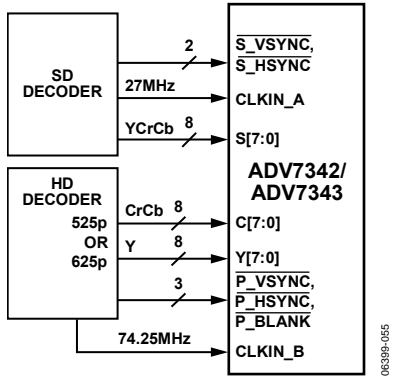 SD
DECODER
2
S_VSYNC,
S_HSYNC
27MHz
CLKIN_A
YCrCb 8
S[7:0]
ADV7342/
ADV7343
HD
DECODER
525p
OR
625p
CrCb 8
C[7:0]
Y 8
Y[7:0]
3
P_VSYNC,
P_HSYNC,
P_BLANK
74.25MHz
CLKIN_B
06399-055